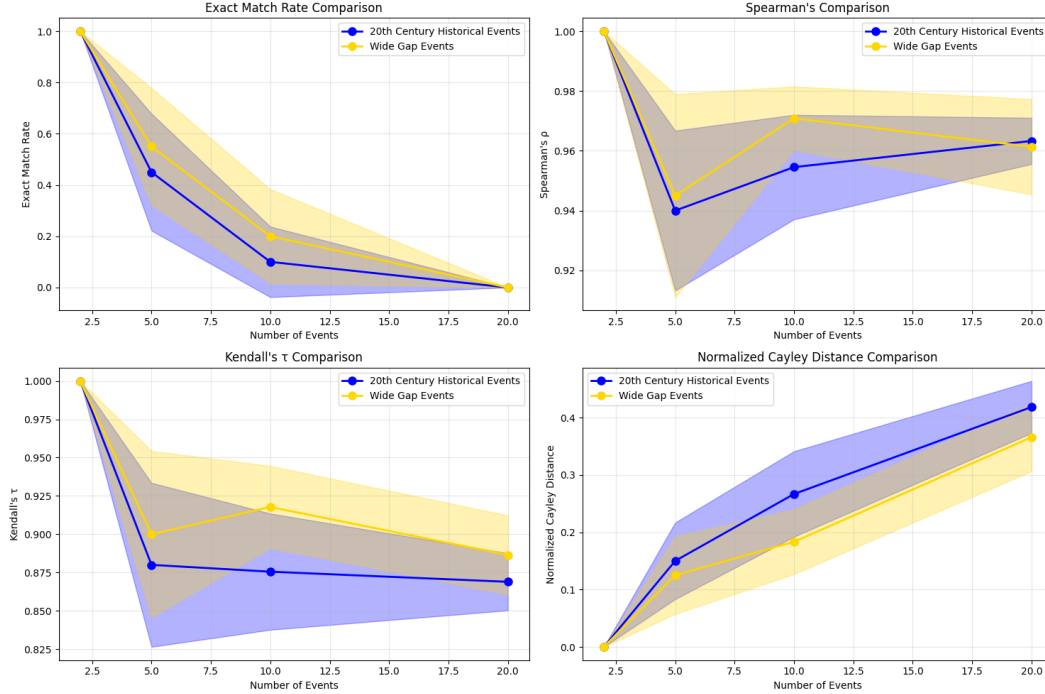 Exact Match Rate Comparison
1.0
0.8
0.6
0.4
0.2
0.0
Exact Match Rate
20th Century Historical Events
Wide Gap Events
2.5 5.0 7.5 10.0 12.5 15.0 17.5 20.0
Number of Events
Spearman's Comparison
1.00
0.98
0.96
0.94
0.92
Spearman's ρ
20th Century Historical Events
Wide Gap Events
2.5 5.0 7.5 10.0 12.5 15.0 17.5 20.0
Number of Events
Kendall's τ Comparison
1.000
0.975
0.950
0.925
0.900
0.875
0.850
0.825
Kendall's τ
20th Century Historical Events
Wide Gap Events
2.5 5.0 7.5 10.0 12.5 15.0 17.5 20.0
Number of Events
Normalized Cayley Distance Comparison
0.4
0.3
0.2
0.1
0.0
Normalized Cayley Distance
20th Century Historical Events
Wide Gap Events
2.5 5.0 7.5 10.0 12.5 15.0 17.5 20.0
Number of Events